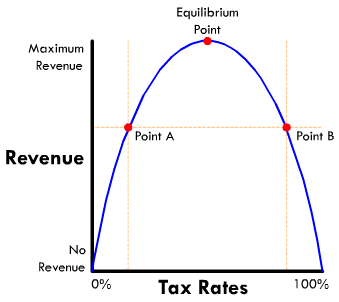 Equilibrium
Point
Maximum
Revenue
Point A
Point B
Revenue
No
Revenue
0%
Tax Rates
100%